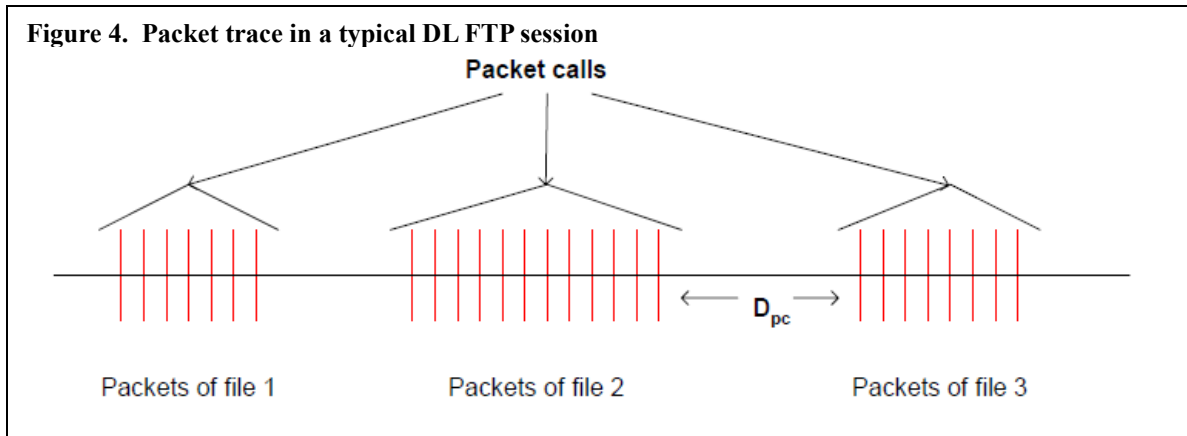 Figure 4.  Packet trace in a typical DL FTP session
Packet calls
D_pc
Packets of file 1
Packets of file 2
Packets of file 3